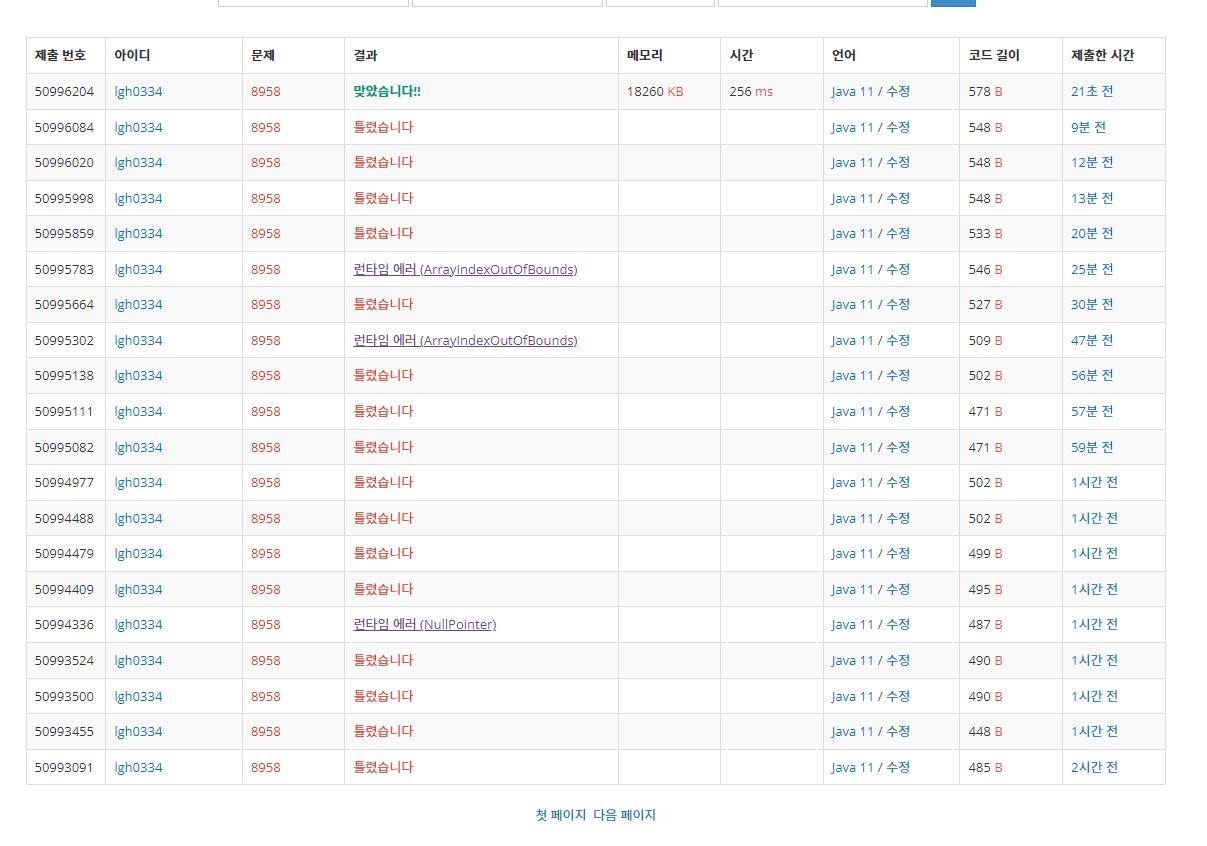 제출 번호 아이디 문제 결과 메모리 시간 언어 코드 길이 제출한 시간
50996204 lgh0334 8958 맞았습니다!! 18260 KB 256 ms Java 11 / 수정 578 B 21초 전
50996084 lgh0334 8958 틀렸습니다 Java 11 / 수정 548 B 9분 전
50996020 lgh0334 8958 틀렸습니다 Java 11 / 수정 548 B 12분 전
50995998 lgh0334 8958 틀렸습니다 Java 11 / 수정 548 B 13분 전
50995859 lgh0334 8958 틀렸습니다 Java 11 / 수정 533 B 20분 전
50995783 lgh0334 8958 런타임 에러 (ArrayIndexOutOfBounds) Java 11 / 수정 546 B 25분 전
50995664 lgh0334 8958 틀렸습니다 Java 11 / 수정 527 B 30분 전
50995302 lgh0334 8958 런타임 에러 (ArrayIndexOutOfBounds) Java 11 / 수정 509 B 47분 전
50995138 lgh0334 8958 틀렸습니다 Java 11 / 수정 502 B 56분 전
50995111 lgh0334 8958 틀렸습니다 Java 11 / 수정 471 B 57분 전
50995082 lgh0334 8958 틀렸습니다 Java 11 / 수정 471 B 59분 전
50994977 lgh0334 8958 틀렸습니다 Java 11 / 수정 502 B 1시간 전
50994488 lgh0334 8958 틀렸습니다 Java 11 / 수정 502 B 1시간 전
50994479 lgh0334 8958 틀렸습니다 Java 11 / 수정 499 B 1시간 전
50994409 lgh0334 8958 틀렸습니다 Java 11 / 수정 495 B 1시간 전
50994336 lgh0334 8958 런타임 에러 (NullPointer) Java 11 / 수정 487 B 1시간 전
50993524 lgh0334 8958 틀렸습니다 Java 11 / 수정 490 B 1시간 전
50993500 lgh0334 8958 틀렸습니다 Java 11 / 수정 490 B 1시간 전
50993455 lgh0334 8958 틀렸습니다 Java 11 / 수정 448 B 1시간 전
50993091 lgh0334 8958 틀렸습니다 Java 11 / 수정 485 B 2시간 전
첫 페이지 다음 페이지